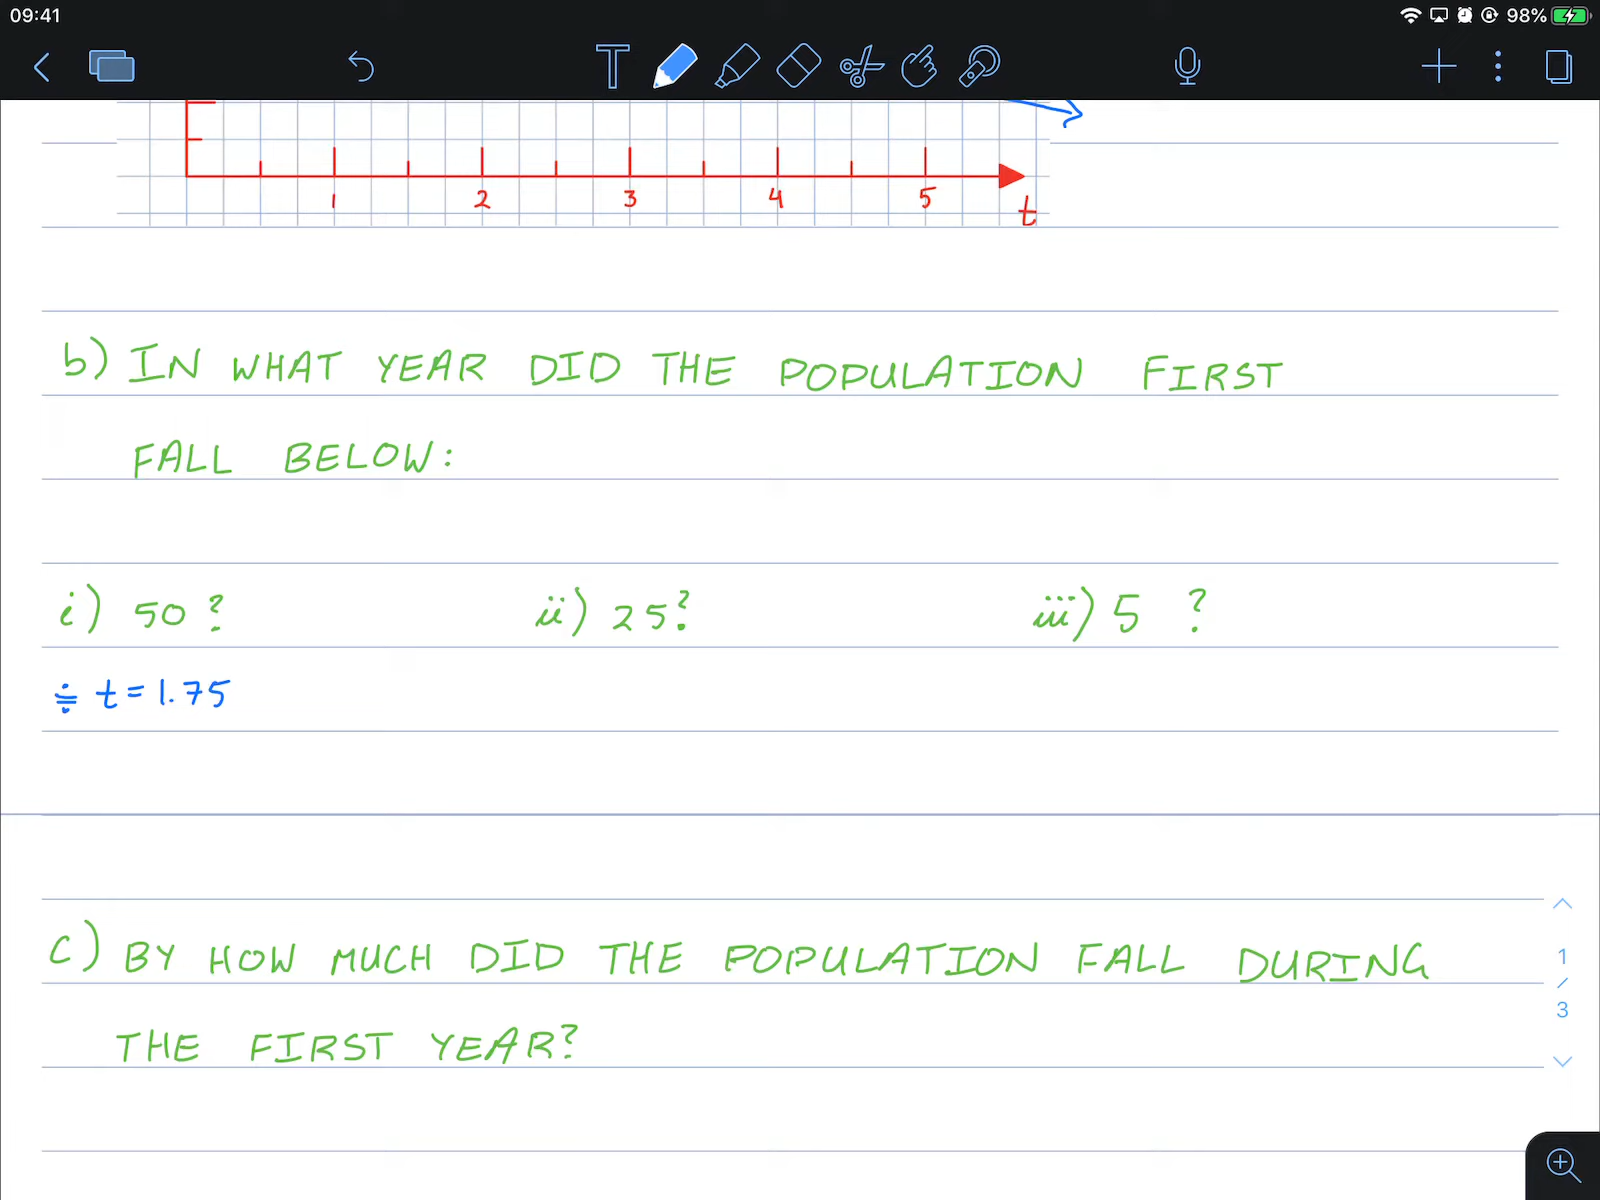 09:41 98%
T
1 2 3 4 5
t
b) IN WHAT YEAR DID THE POPULATION FIRST
FALL BELOW:
i) 50 ? ii) 25? iii) 5 ?
≑ t = 1.75
c) BY HOW MUCH DID THE POPULATION FALL DURING
THE FIRST YEAR?
1
/
3